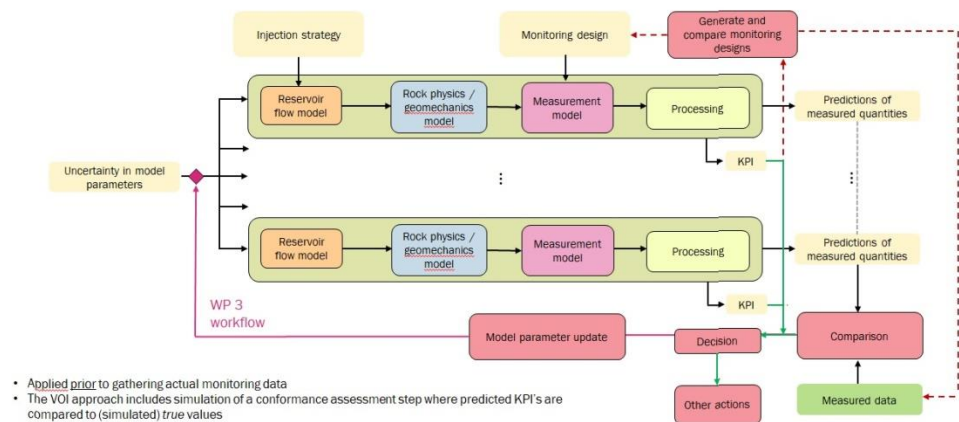 Injection strategy
Monitoring design
Generate and
compare monitoring
designs
Reservoir
flow model
Rock physics /
geomechanics
model
Measurement
model
Processing
Predictions of
measured quantities
KPI
Uncertainty in model
parameters
...
...
Reservoir
flow model
Rock physics /
geomechanics
model
Measurement
model
Processing
Predictions of
measured quantities
KPI
WP 3
workflow
Model parameter update
Decision
Comparison
Other actions
Measured data
• Applied prior to gathering actual monitoring data
• The VOI approach includes simulation of a conformance assessment step where predicted KPI's are
compared to (simulated) true values